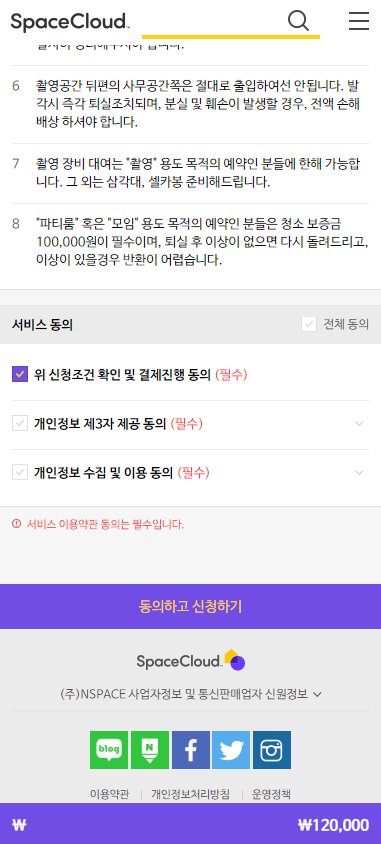 SpaceCloud
6 촬영공간 뒤편의 사무공간쪽은 절대로 출입하여선 안됩니다. 발
각시 즉각 퇴실조치되며, 분실 및 훼손이 발생할 경우, 전액 손해
배상 하셔야 합니다.
7 촬영 장비 대여는 "촬영" 용도 목적의 예약인 분들에 한해 가능합
니다. 그 외는 삼각대, 셀카봉 준비해드립니다.
8 "파티룸" 혹은 "모임" 용도 목적의 예약인 분들은 청소 보증금
100,000원이 필수이며, 퇴실 후 이상이 없으면 다시 돌려드리고,
이상이 있을경우 반환이 어렵습니다.
서비스 동의 전체 동의
위 신청조건 확인 및 결제진행 동의 (필수)
개인정보 제3자 제공 동의 (필수)
개인정보 수집 및 이용 동의 (필수)
서비스 이용약관 동의는 필수입니다.
동의하고 신청하기
SpaceCloud
(주)NSPACE 사업자정보 및 통신판매업자 신원정보
blog N f
이용약관 | 개인정보처리방침 | 운영정책
₩ ₩120,000